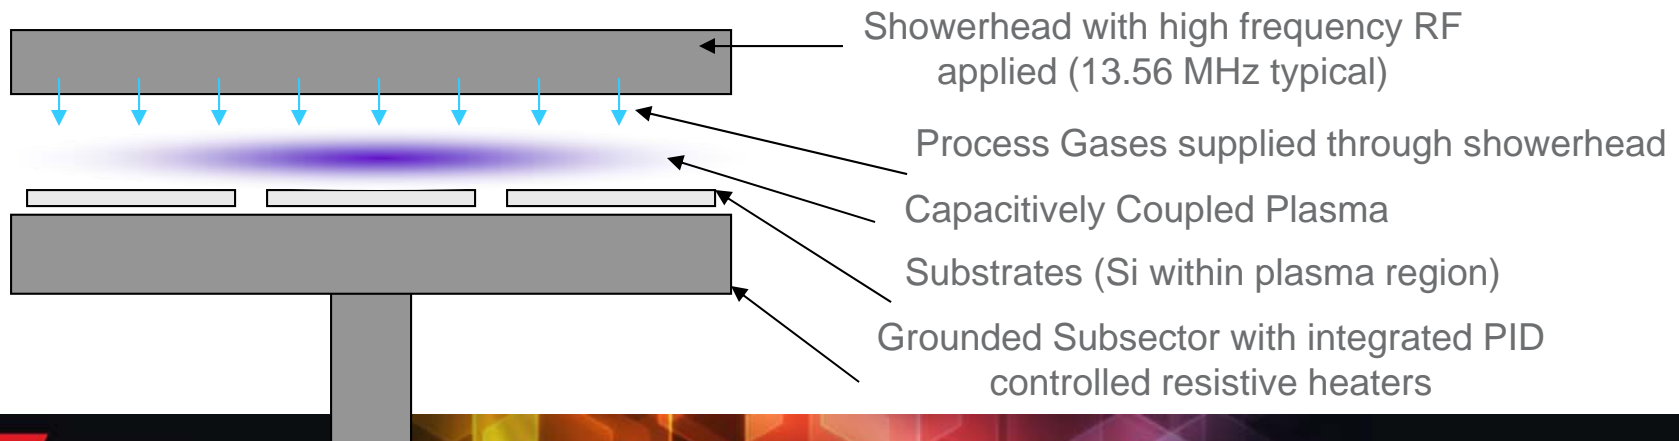 Showerhead with high frequency RF
applied (13.56 MHz typical)
Process Gases supplied through showerhead
Capacitively Coupled Plasma
Substrates (Si within plasma region)
Grounded Subsector with integrated PID
controlled resistive heaters